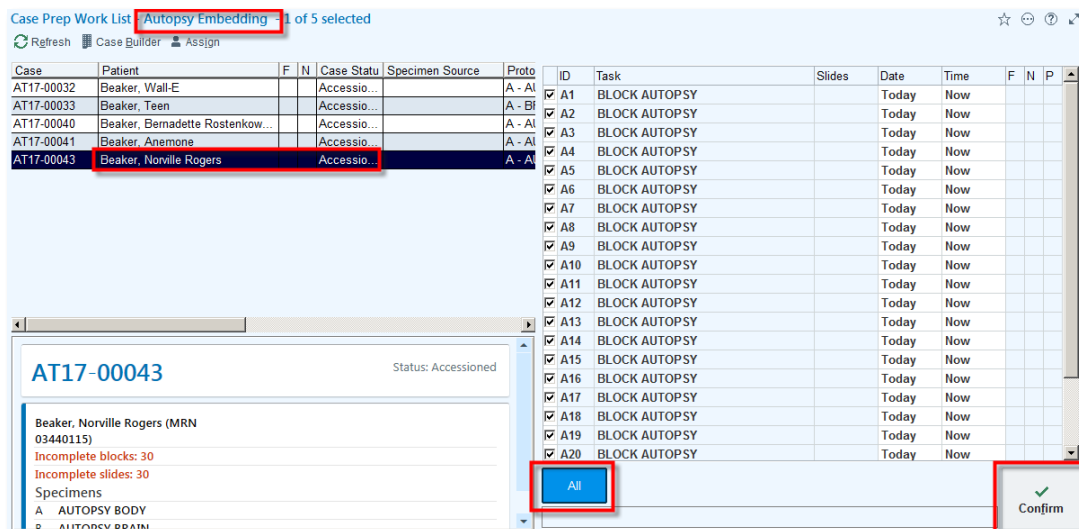 Case Prep Work List - Autopsy Embedding - 1 of 5 selected
Refresh Case Builder Assign
Case Patient F N Case Statu Specimen Source Proto
AT17-00032 Beaker, Wall-E Accessio... A - AU
AT17-00033 Beaker, Teen Accessio... A - BR
AT17-00040 Beaker, Bernadette Rostenkow... Accessio... A - AU
AT17-00041 Beaker, Anemone Accessio... A - AU
AT17-00043 Beaker, Norville Rogers Accessio... A - AU
AT17-00043
Status: Accessioned
Beaker, Norville Rogers (MRN
03440115)
Incomplete blocks: 30
Incomplete slides: 30
Specimens
A AUTOPSY BODY
B AUTOPSY BRAIN
ID Task Slides Date Time F N P
A1 BLOCK AUTOPSY Today Now
A2 BLOCK AUTOPSY Today Now
A3 BLOCK AUTOPSY Today Now
A4 BLOCK AUTOPSY Today Now
A5 BLOCK AUTOPSY Today Now
A6 BLOCK AUTOPSY Today Now
A7 BLOCK AUTOPSY Today Now
A8 BLOCK AUTOPSY Today Now
A9 BLOCK AUTOPSY Today Now
A10 BLOCK AUTOPSY Today Now
A11 BLOCK AUTOPSY Today Now
A12 BLOCK AUTOPSY Today Now
A13 BLOCK AUTOPSY Today Now
A14 BLOCK AUTOPSY Today Now
A15 BLOCK AUTOPSY Today Now
A16 BLOCK AUTOPSY Today Now
A17 BLOCK AUTOPSY Today Now
A18 BLOCK AUTOPSY Today Now
A19 BLOCK AUTOPSY Today Now
A20 BLOCK AUTOPSY Today Now
All
Confirm